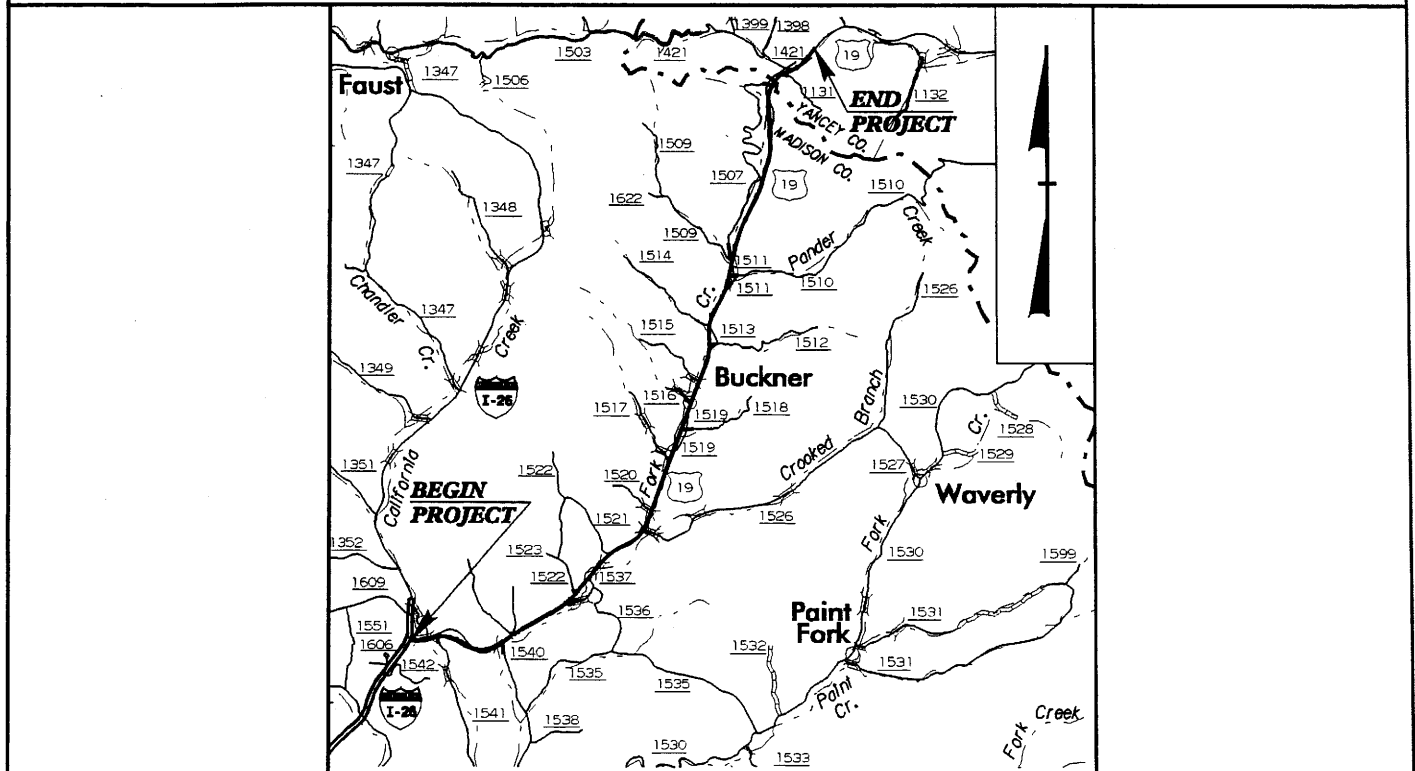 1399 1398
1503
1421
1421
19
Faust
1347
1506
1131
END
PROJECT
1132
YANCEY CO.
MADISON CO.
1509
1347
1507
19
1510
1622
1348
Creek
1509
Pander
1514
1511
1510
1511
1526
Chandler
Cr.
1347
Cr.
1515
1513
1512
Creek
1349
Buckner
I-26
1516
1517
1519
1518
Branch
1530
Cr.
1528
1519
Crooked
1527
1529
1351
California
1522
1520
Fork
19
Waverly
BEGIN
PROJECT
1521
1526
Fork
1352
1523
1530
1599
1609
1522
1537
1536
Paint
Fork
1531
1551
1606
1542
1540
1532
1531
1535
1535
I-26
Paint
Cr.
1541
1538
Fork Creek
1530
1533